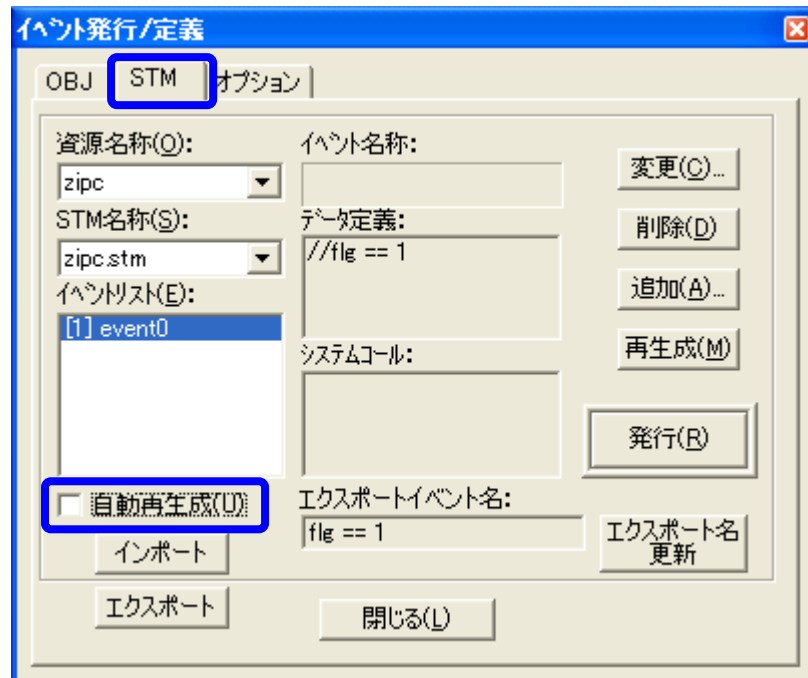 イベント発行/定義
OBJ STM オプション
資源名称(O):
zipc
STM名称(S):
zipc.stm
イベントリスト(E):
[1] event0
自動再生成(U)
インポート
エクスポート
イベント名称:
データ定義:
//flg == 1
システムコール:
エクスポートイベント名:
flg == 1
変更(C)...
削除(D)
追加(A)...
再生成(M)
発行(R)
エクスポート名
更新
閉じる(L)